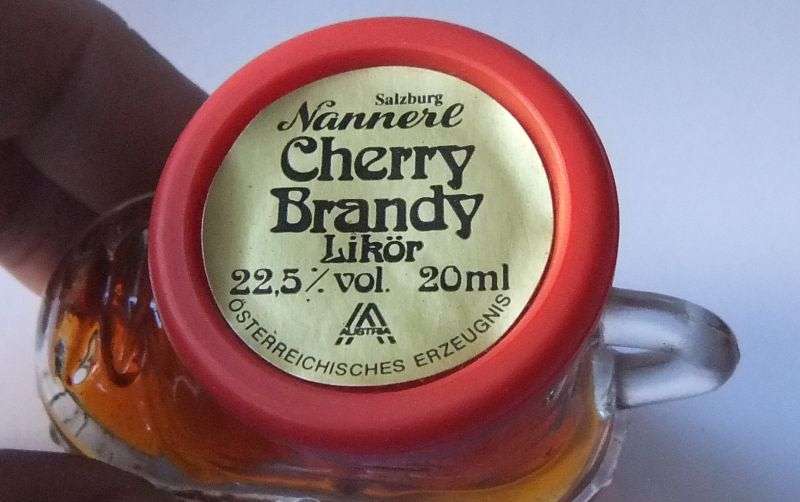 Salzburg
Nannerl
Cherry
Brandy
Likör
22,5% vol. 20ml
AUSTRIA
ÖSTERREICHISCHES ERZEUGNIS